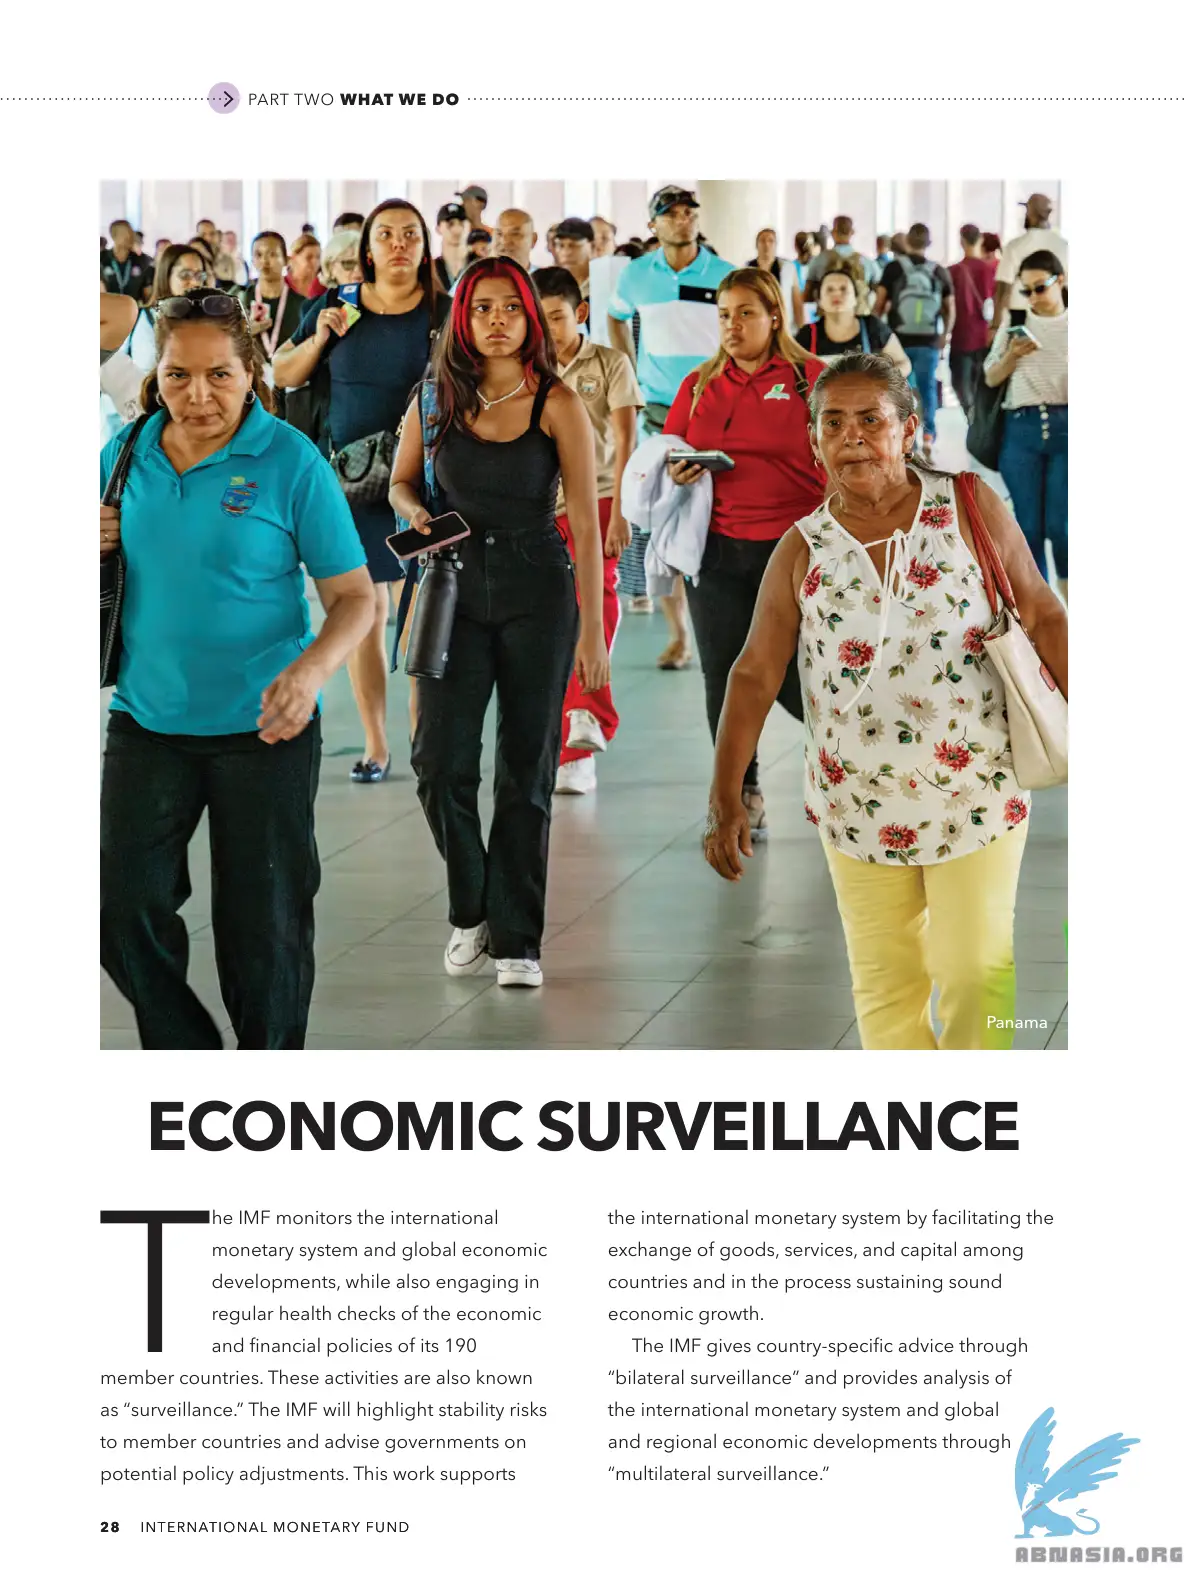 PART TWO WHAT WE DO
Panama
ECONOMIC SURVEILLANCE
The IMF monitors the international
monetary system and global economic
developments, while also engaging in
regular health checks of the economic
and financial policies of its 190
member countries. These activities are also known
as “surveillance.” The IMF will highlight stability risks
to member countries and advise governments on
potential policy adjustments. This work supports
the international monetary system by facilitating the
exchange of goods, services, and capital among
countries and in the process sustaining sound
economic growth.
The IMF gives country-specific advice through
“bilateral surveillance” and provides analysis of
the international monetary system and global
and regional economic developments through
“multilateral surveillance.”
28 INTERNATIONAL MONETARY FUND
ABNASIA.ORG